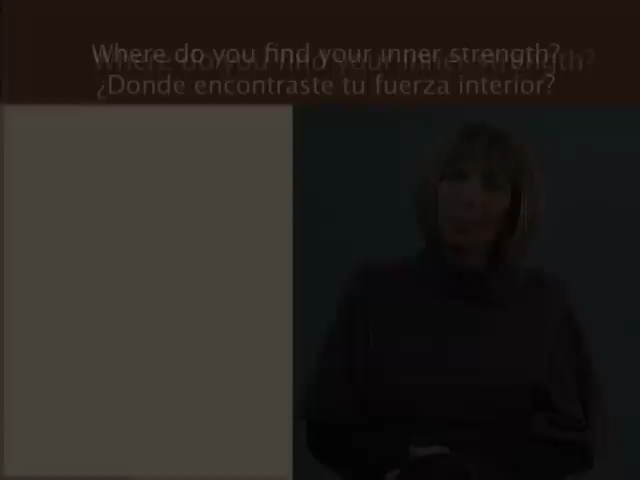 Where do you find your inner strength?
¿Donde encontraste tu fuerza interior?